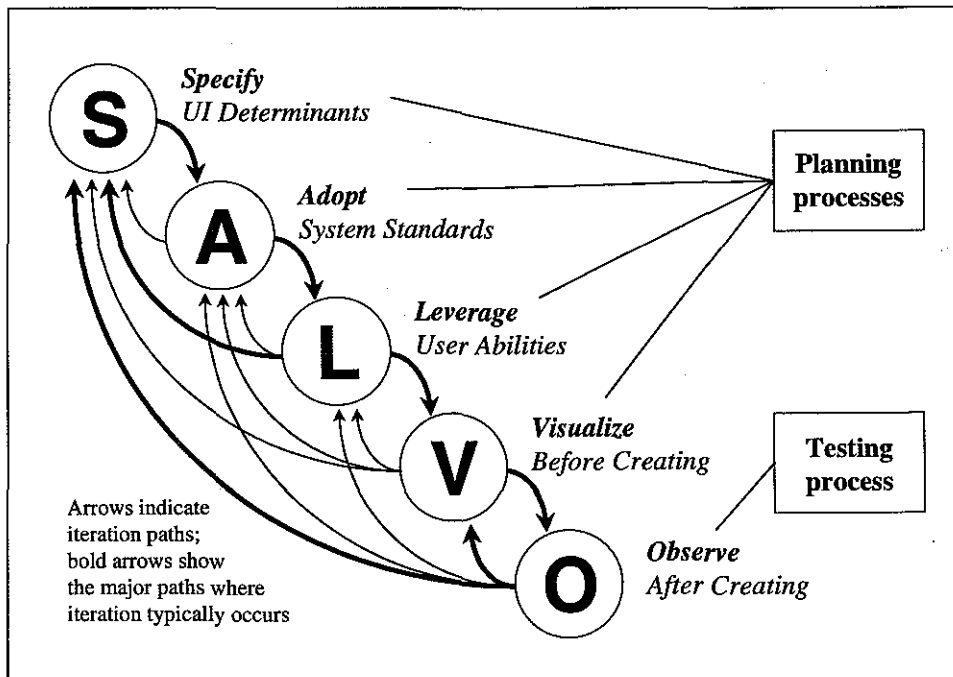 S
Specify
UI Determinants
A
Adopt
System Standards
L
Leverage
User Abilities
V
Visualize
Before Creating
O
Observe
After Creating
Planning
processes
Testing
process
Arrows indicate
iteration paths;
bold arrows show
the major paths where
iteration typically occurs